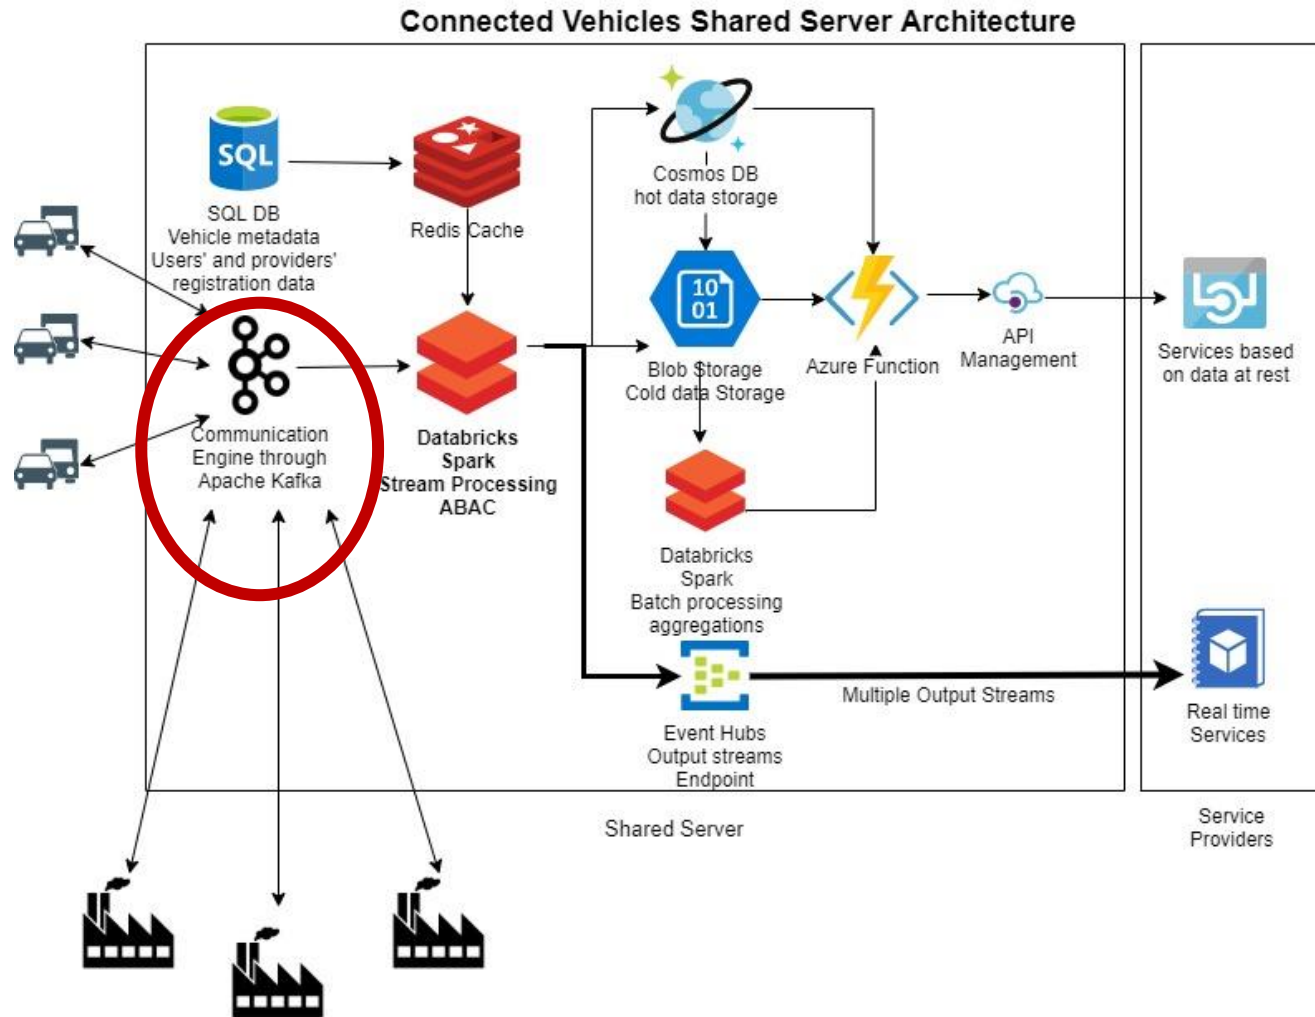 Connected Vehicles Shared Server Architecture
SQL
SQL DB
Vehicle metadata
Users' and providers'
registration data
Redis Cache
Cosmos DB
hot data storage
10
01
Blob Storage
Cold data Storage
Azure Function
API
Management
Services based
on data at rest
Communication
Engine through
Apache Kafka
Databricks
Spark
Stream Processing
ABAC
Databricks
Spark
Batch processing
aggregations
Event Hubs
Output streams
Endpoint
Multiple Output Streams
Real time
Services
Shared Server
Service
Providers